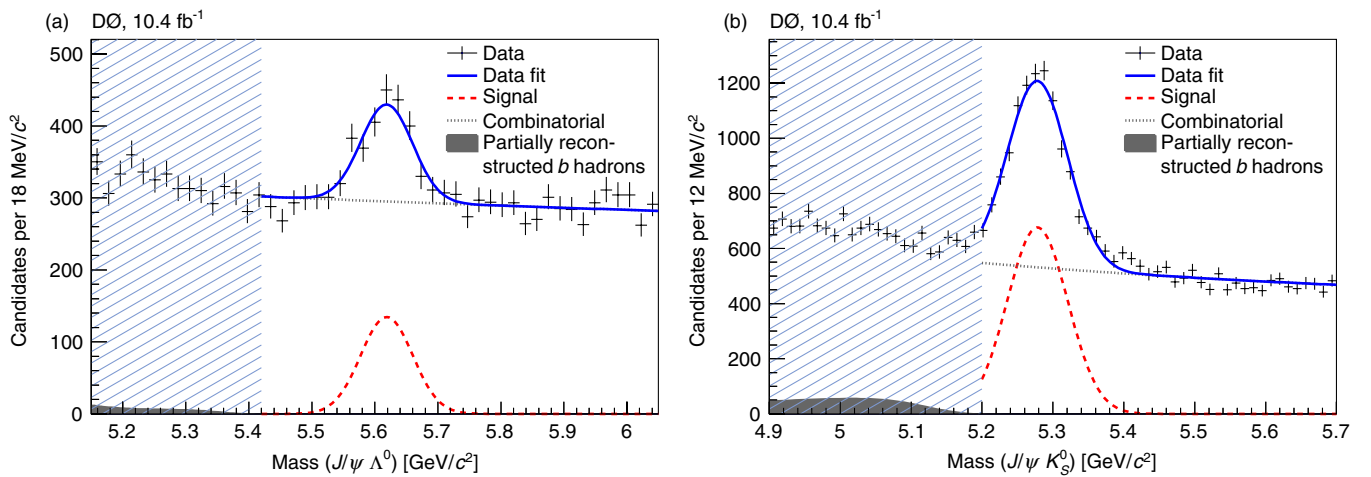 (a) DØ, 10.4 fb⁻¹
500
400
300
200
100
0
Candidates per 18 MeV/c²
Data
Data fit
Signal
Combinatorial
Partially recon-
structed b hadrons
5.2 5.3 5.4 5.5 5.6 5.7 5.8 5.9 6
Mass (J/ψ Λ⁰) [GeV/c²]
(b) DØ, 10.4 fb⁻¹
1200
1000
800
600
400
200
0
Candidates per 12 MeV/c²
Data
Data fit
Signal
Combinatorial
Partially recon-
structed b hadrons
4.9 5 5.1 5.2 5.3 5.4 5.5 5.6 5.7
Mass (J/ψ K⁰_S) [GeV/c²]